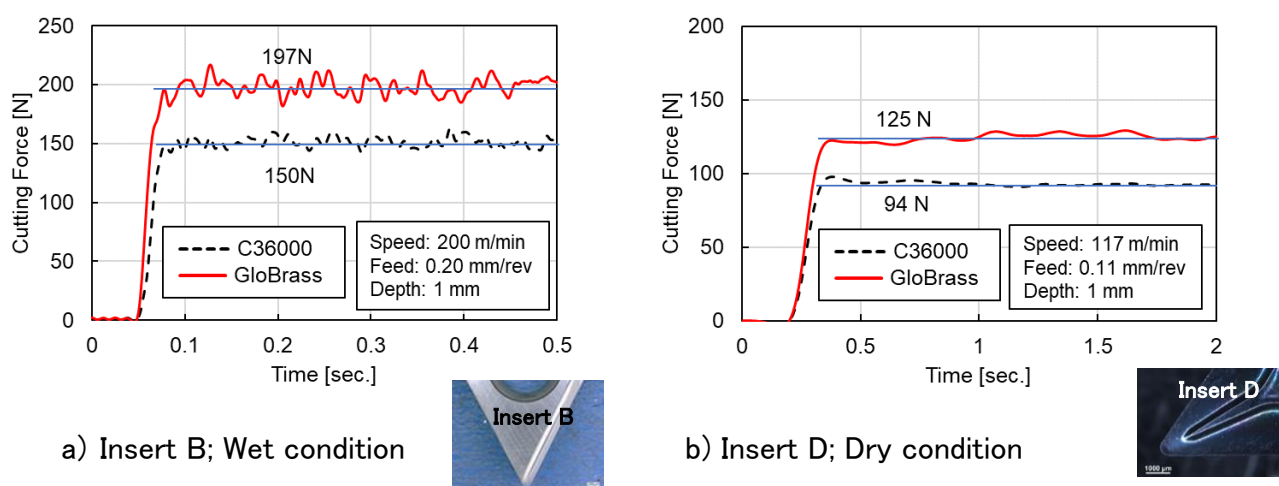 250
200
150
100
50
0
Cutting Force [N]
197N
150N
C36000
GloBrass
Speed: 200 m/min
Feed: 0.20 mm/rev
Depth: 1 mm
0 0.1 0.2 0.3 0.4 0.5
Time [sec.]
Insert B
a) Insert B; Wet condition
200
150
100
50
0
Cutting Force [N]
125 N
94 N
C36000
GloBrass
Speed: 117 m/min
Feed: 0.11 mm/rev
Depth: 1 mm
0 0.5 1 1.5 2
Time [sec.]
Insert D
1000 µm
b) Insert D; Dry condition